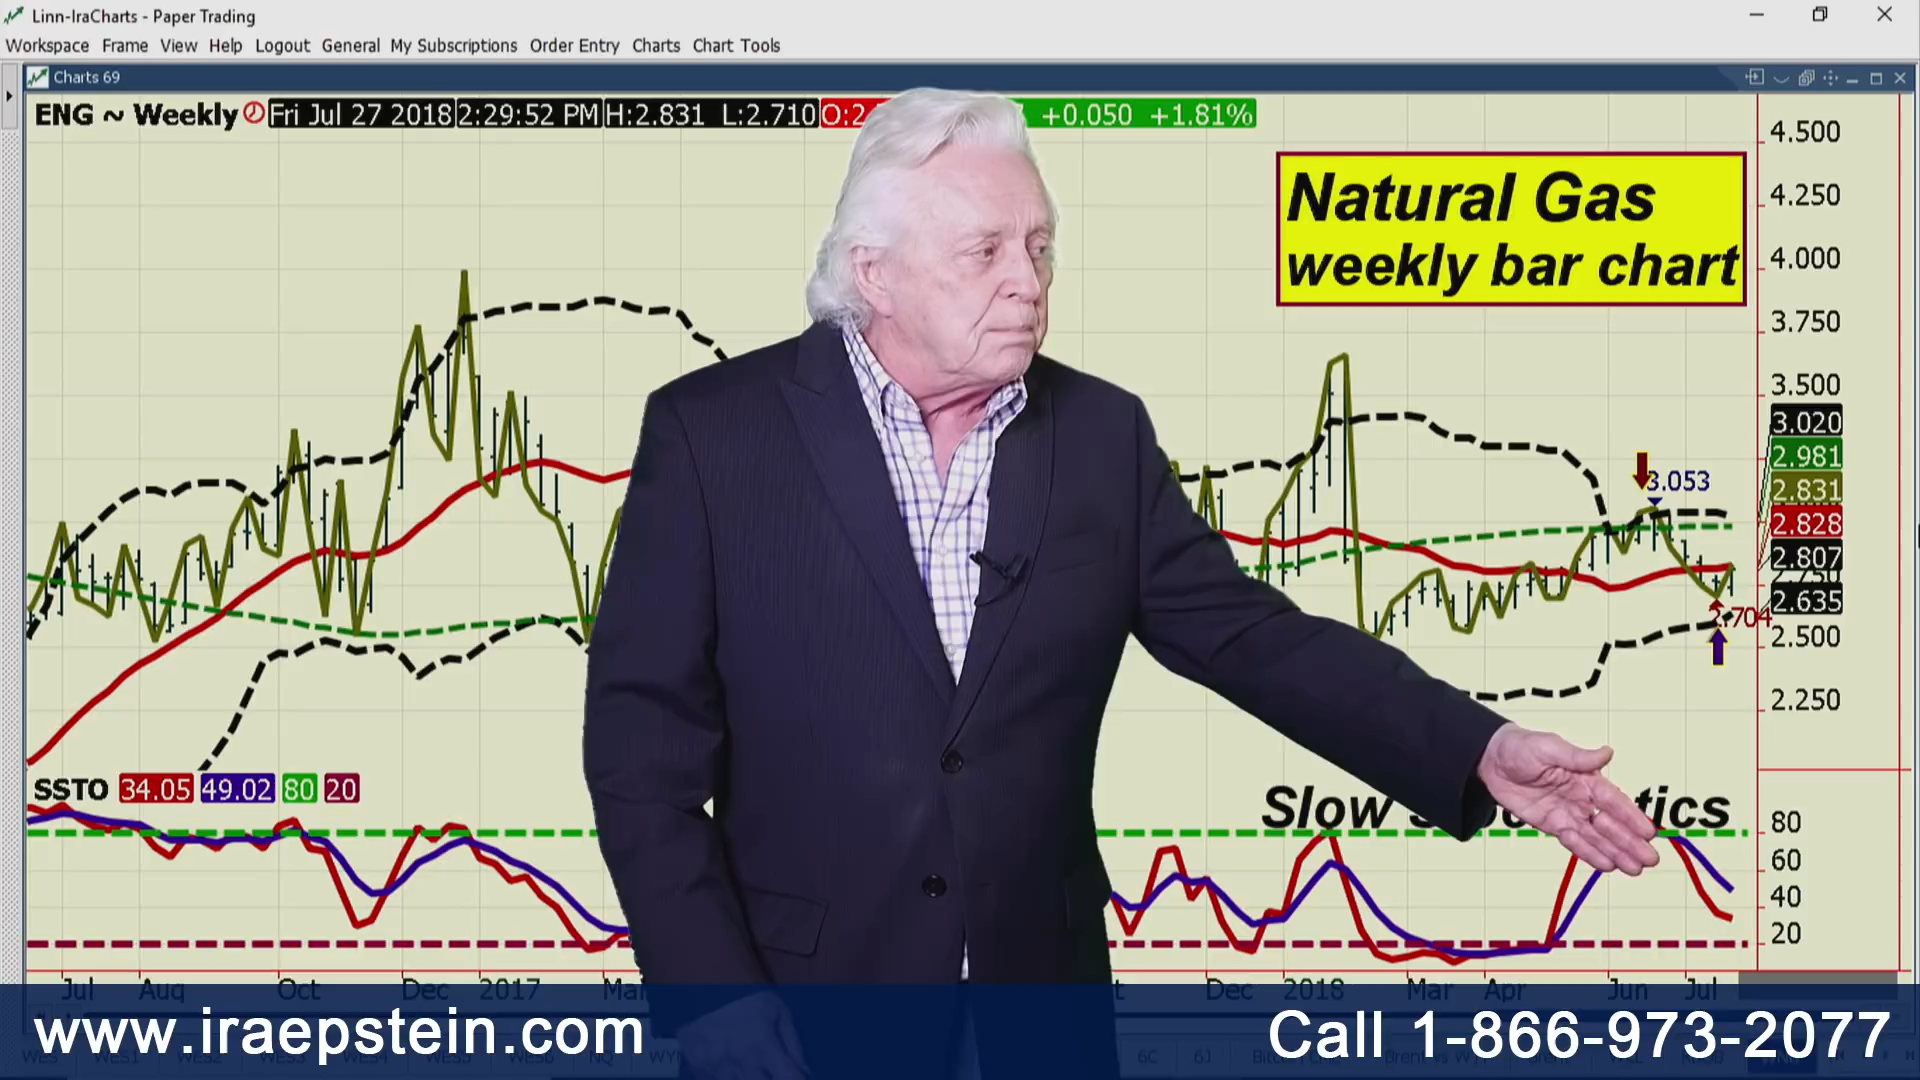 Linn-IraCharts - Paper Trading
Workspace Frame View Help Logout General My Subscriptions Order Entry Charts Chart Tools
Charts 69
ENG ~ Weekly Fri Jul 27 2018 2:29:52 PM H:2.831 L:2.710 O:2. +0.050 +1.81%
Natural Gas
weekly bar chart
4.500
4.250
4.000
3.750
3.500
3.020
2.981
2.831
2.828
2.807
2.750
2.635
2.500
2.250
3.053
2.704
SSTO 34.05 49.02 80 20
Slow tics
80
60
40
20
Jul Aug Oct Dec 2017 Dec 2018 Mar Apr Jun Jul
www.iraepstein.com
Call 1-866-973-2077